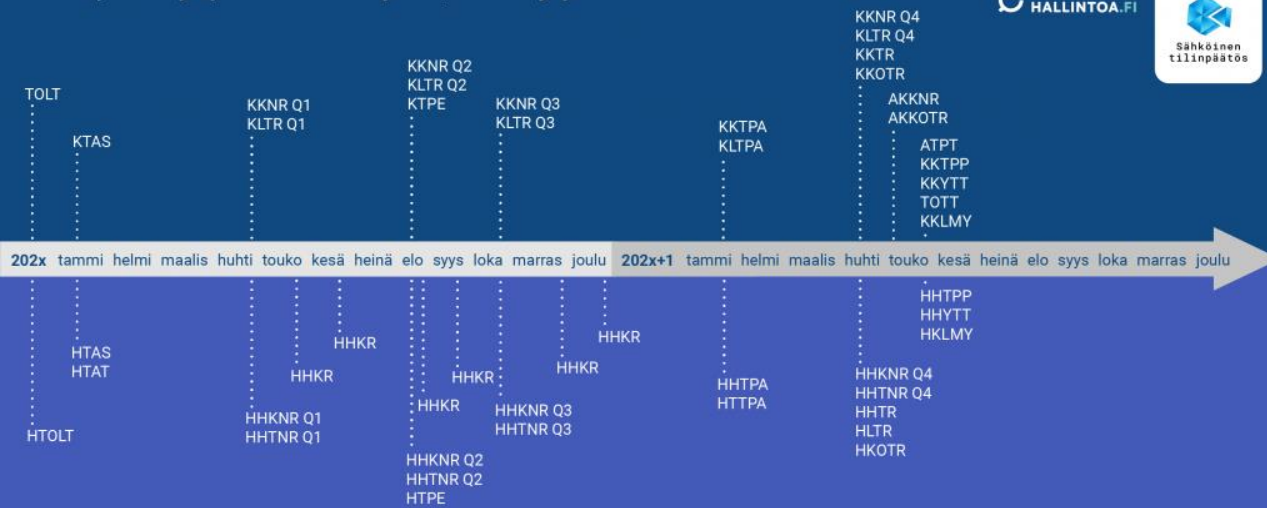 HALLINTOA.FI
Sähköinen
tilinpäätös
TOLT
KTAS
KKNR Q1
KLTR Q1
KKNR Q2
KLTR Q2
KTPE
KKNR Q3
KLTR Q3
KKTPA
KLTPA
KKNR Q4
KLTR Q4
KKTR
KKOTR
AKKNR
AKKOTR
ATPT
KKTPP
KKYTT
TOTT
KKLMY
202x tammi helmi maalis huhti touko kesä heinä elo syys loka marras joulu 202x+1 tammi helmi maalis huhti touko kesä heinä elo syys loka marras joulu
HTOLT
HTAS
HTAT
HHKNR Q1
HHTNR Q1
HHKR
HHKR
HHKNR Q2
HHTNR Q2
HTPE
HHKR
HHKR
HHKNR Q3
HHTNR Q3
HHKR
HHKR
HHTPA
HTTPA
HHKNR Q4
HHTNR Q4
HHTR
HLTR
HKOTR
HHTPP
HHYTT
HKLMY